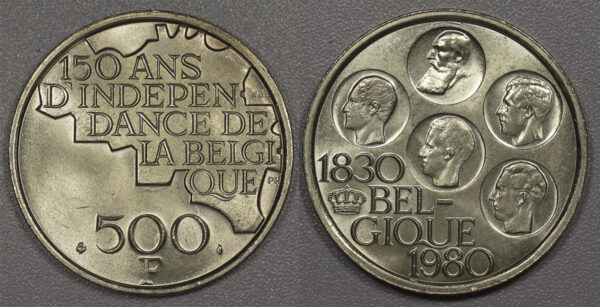 150 ANS
D'INDEPEN-
DANCE DE
LA BELGI
QUE
500
F
1830
BEL-
GIQUE
1980